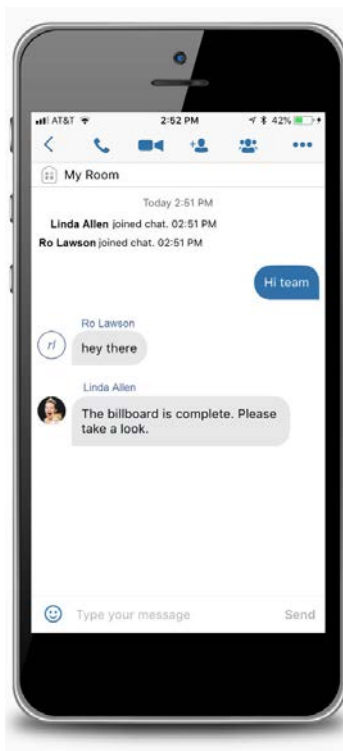 AT&T 2:52 PM 42%
My Room
Today 2:51 PM
Linda Allen joined chat. 02:51 PM
Ro Lawson joined chat. 02:51 PM
Hi team
Ro Lawson
rl hey there
Linda Allen
The billboard is complete. Please
take a look.
Type your message Send